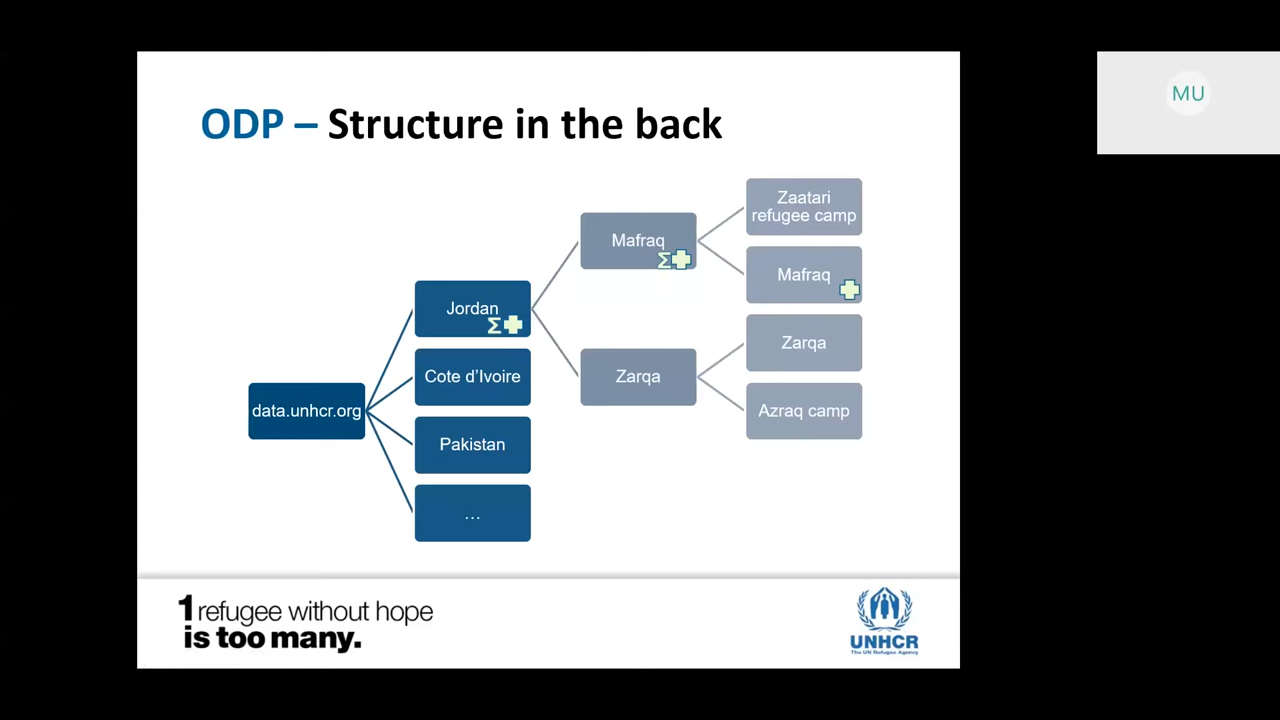 ODP – Structure in the back
MU
Zaatari
refugee camp
Mafraq
Σ
Mafraq
Jordan
Σ
Zarqa
Cote d'Ivoire
Zarqa
data.unhcr.org
Azraq camp
Pakistan
...
1 refugee without hope
is too many.
UNHCR
The UN Refugee Agency